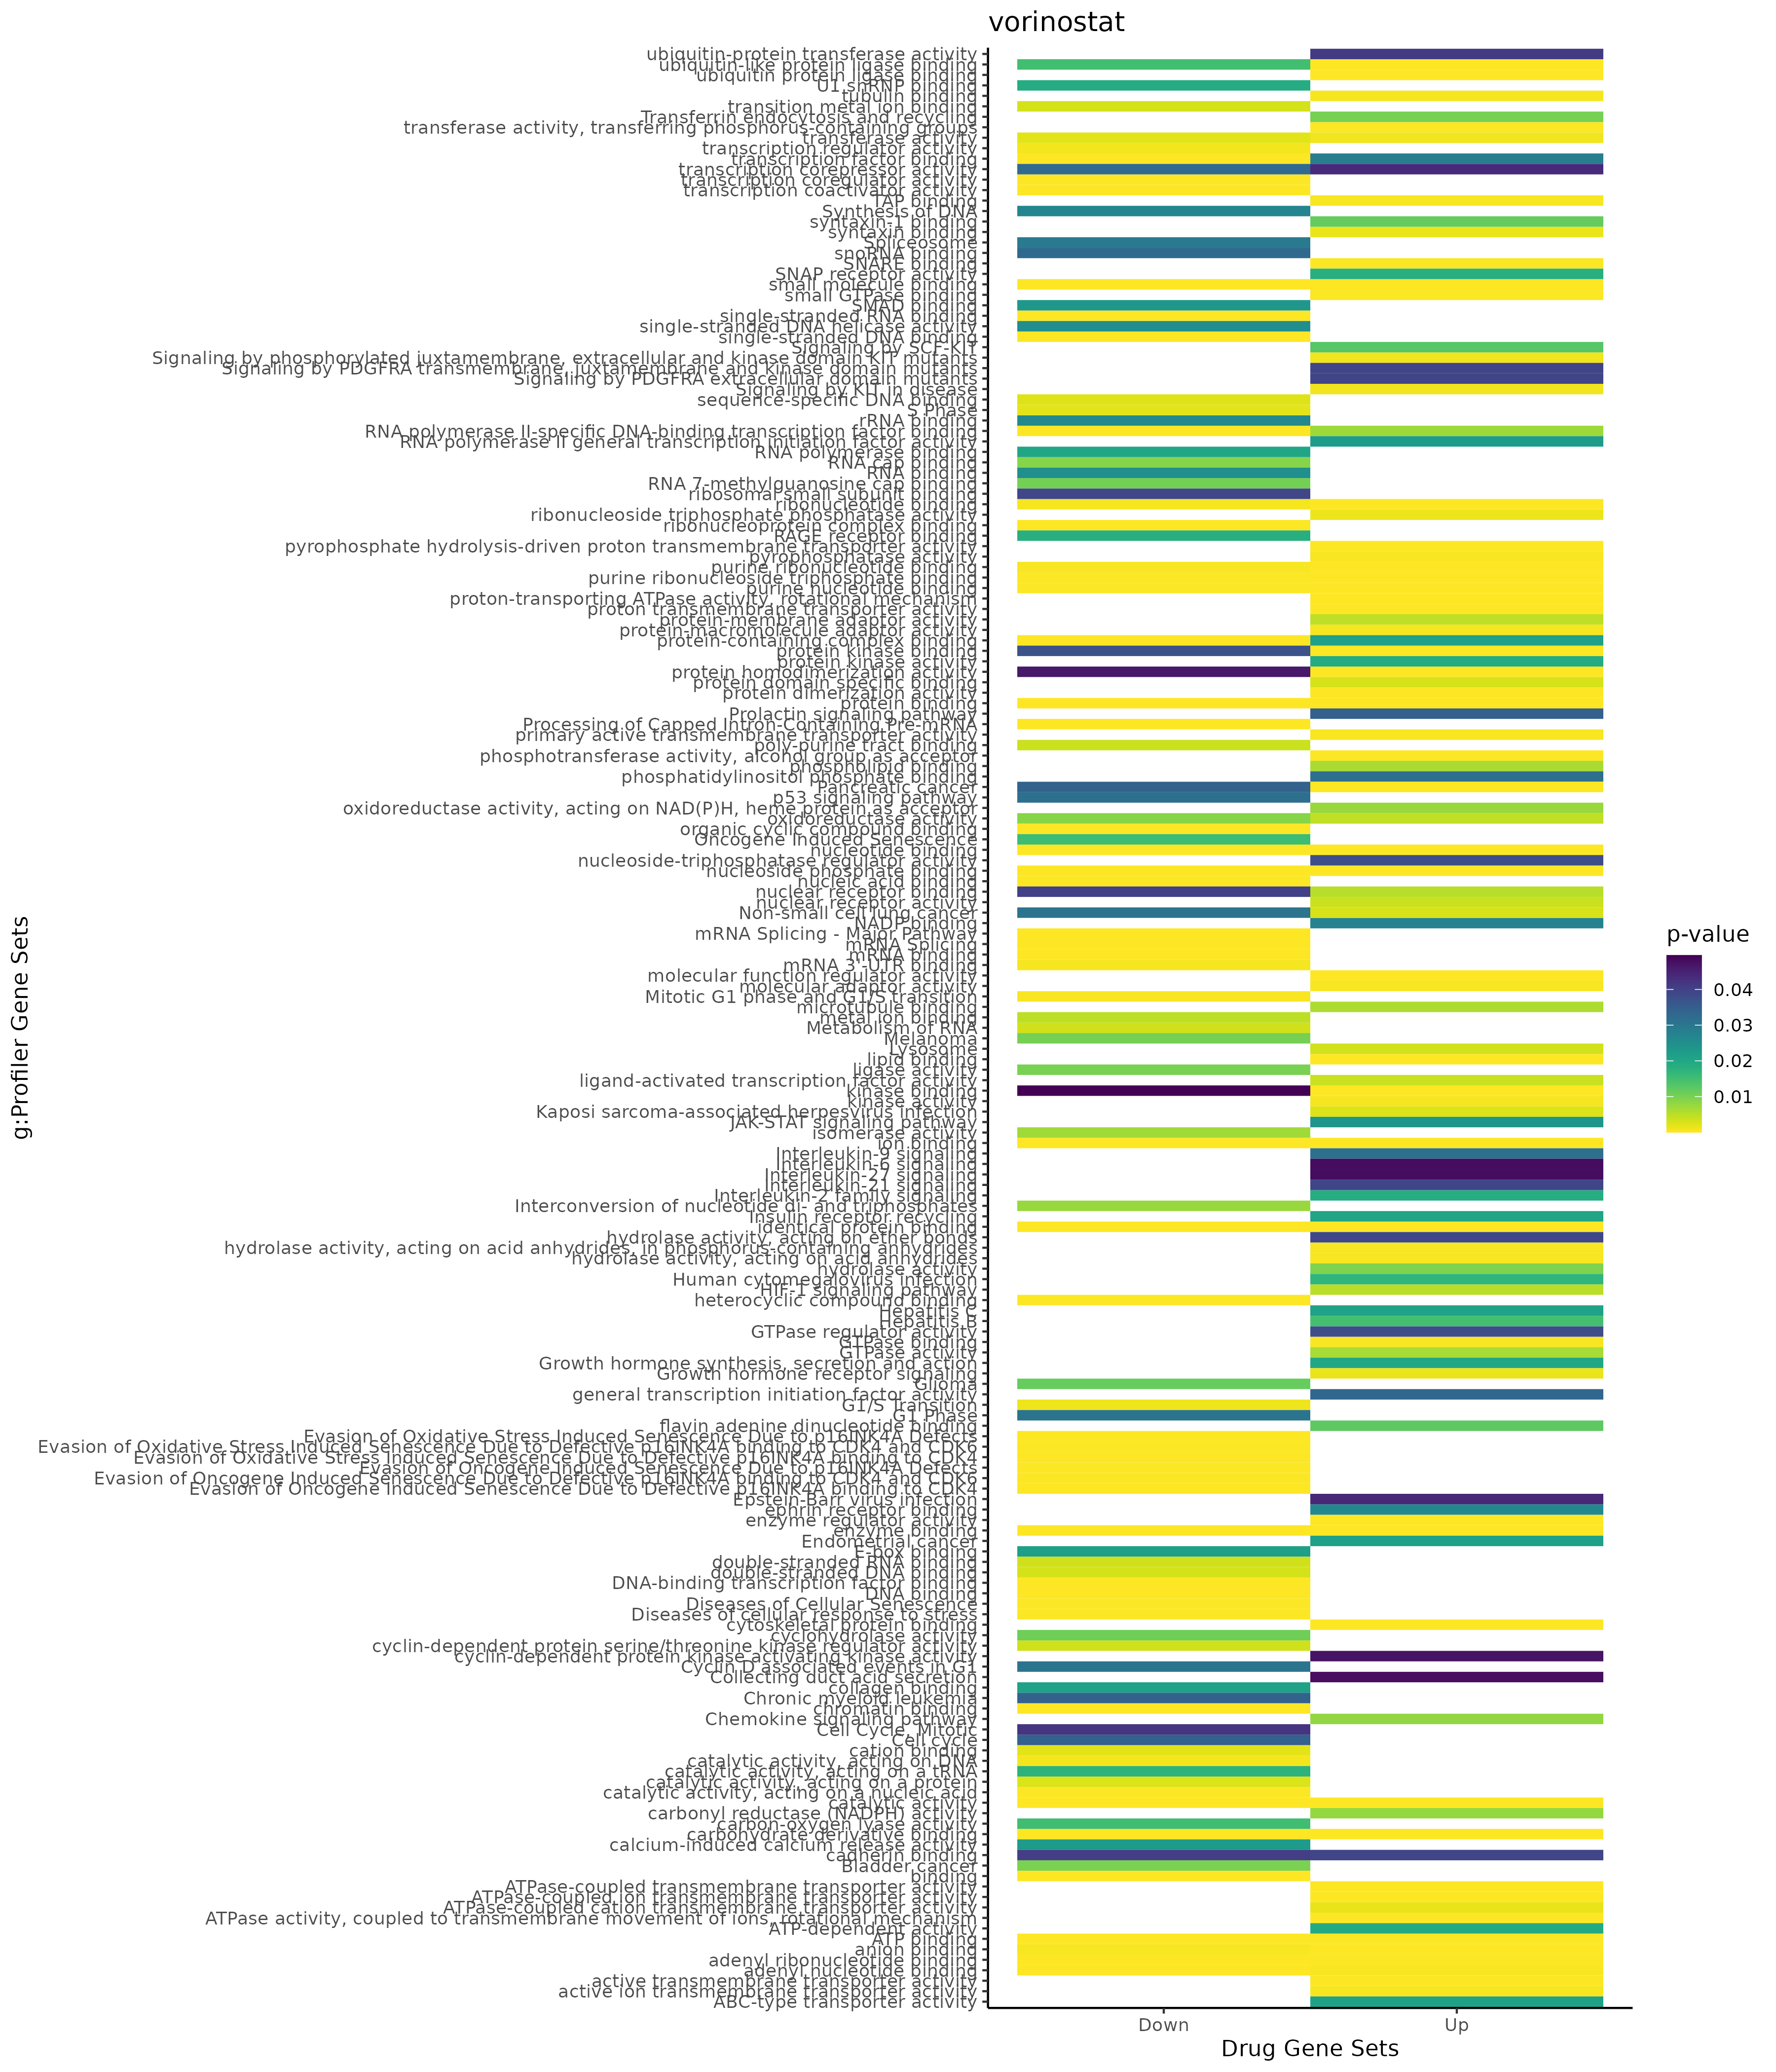 vorinostat
ubiquitin-protein transferase activity
ubiquitin-like protein ligase binding
ubiquitin protein ligase binding
U1 snRNP binding
tubulin binding
transition metal ion binding
Transferrin endocytosis and recycling
transferase activity, transferring phosphorus-containing groups
transferase activity
transcription regulator activity
transcription factor binding
transcription corepressor activity
transcription coregulator activity
transcription coactivator activity
TAP binding
Synthesis of DNA
syntaxin-1 binding
syntaxin binding
Spliceosome
snoRNA binding
SNARE binding
SNAP receptor activity
small molecule binding
small GTPase binding
SMAD binding
single-stranded RNA binding
single-stranded DNA helicase activity
single-stranded DNA binding
Signaling by SCF-KIT
Signaling by phosphorylated juxtamembrane, extracellular and kinase domain KIT mutants
Signaling by PDGFRA transmembrane, juxtamembrane and kinase domain mutants
Signaling by PDGFRA extracellular domain mutants
Signaling by KIT in disease
sequence-specific DNA binding
S Phase
rRNA binding
RNA polymerase II-specific DNA-binding transcription factor binding
RNA polymerase II general transcription initiation factor activity
RNA polymerase binding
RNA cap binding
RNA binding
RNA 7-methylguanosine cap binding
ribosomal small subunit binding
ribonucleotide binding
ribonucleoside triphosphate phosphatase activity
ribonucleoprotein complex binding
RAGE receptor binding
pyrophosphate hydrolysis-driven proton transmembrane transporter activity
pyrophosphatase activity
purine ribonucleotide binding
purine ribonucleoside triphosphate binding
purine nucleotide binding
proton-transporting ATPase activity, rotational mechanism
proton transmembrane transporter activity
protein-membrane adaptor activity
protein-macromolecule adaptor activity
protein-containing complex binding
protein kinase binding
protein kinase activity
protein homodimerization activity
protein domain specific binding
protein dimerization activity
protein binding
Prolactin signaling pathway
Processing of Capped Intron-Containing Pre-mRNA
primary active transmembrane transporter activity
poly-purine tract binding
phosphotransferase activity, alcohol group as acceptor
phospholipid binding
phosphatidylinositol phosphate binding
Pancreatic cancer
p53 signaling pathway
oxidoreductase activity, acting on NAD(P)H, heme protein as acceptor
oxidoreductase activity
organic cyclic compound binding
Oncogene Induced Senescence
nucleotide binding
nucleoside-triphosphatase regulator activity
nucleoside phosphate binding
nucleic acid binding
nuclear receptor binding
nuclear receptor activity
Non-small cell lung cancer
NADP binding
mRNA Splicing - Major Pathway
mRNA Splicing
mRNA binding
mRNA 3'-UTR binding
molecular function regulator activity
molecular adaptor activity
Mitotic G1 phase and G1/S transition
microtubule binding
metal ion binding
Metabolism of RNA
Melanoma
Lysosome
lipid binding
ligase activity
ligand-activated transcription factor activity
kinase binding
kinase activity
Kaposi sarcoma-associated herpesvirus infection
JAK-STAT signaling pathway
isomerase activity
ion binding
Interleukin-9 signaling
Interleukin-6 signaling
Interleukin-27 signaling
Interleukin-21 signaling
Interleukin-2 family signaling
Interconversion of nucleotide di- and triphosphates
Insulin receptor recycling
identical protein binding
hydrolase activity, acting on ether bonds
hydrolase activity, acting on acid anhydrides, in phosphorus-containing anhydrides
hydrolase activity, acting on acid anhydrides
hydrolase activity
Human cytomegalovirus infection
HIF-1 signaling pathway
heterocyclic compound binding
Hepatitis C
Hepatitis B
GTPase regulator activity
GTPase binding
GTPase activity
Growth hormone synthesis, secretion and action
Growth hormone receptor signaling
Glioma
general transcription initiation factor activity
G1/S Transition
G1 Phase
flavin adenine dinucleotide binding
Evasion of Oxidative Stress Induced Senescence Due to p16INK4A Defects
Evasion of Oxidative Stress Induced Senescence Due to Defective p16INK4A binding to CDK4 and CDK6
Evasion of Oxidative Stress Induced Senescence Due to Defective p16INK4A binding to CDK4
Evasion of Oncogene Induced Senescence Due to p16INK4A Defects
Evasion of Oncogene Induced Senescence Due to Defective p16INK4A binding to CDK4 and CDK6
Evasion of Oncogene Induced Senescence Due to Defective p16INK4A binding to CDK4
Epstein-Barr virus infection
ephrin receptor binding
enzyme regulator activity
enzyme binding
Endometrial cancer
E-box binding
double-stranded RNA binding
double-stranded DNA binding
DNA-binding transcription factor binding
DNA binding
Diseases of Cellular Senescence
Diseases of cellular response to stress
cytoskeletal protein binding
cyclohydrolase activity
cyclin-dependent protein serine/threonine kinase regulator activity
cyclin-dependent protein kinase activating kinase activity
Cyclin D associated events in G1
Collecting duct acid secretion
collagen binding
Chronic myeloid leukemia
chromatin binding
Chemokine signaling pathway
Cell Cycle, Mitotic
Cell cycle
cation binding
catalytic activity, acting on DNA
catalytic activity, acting on a tRNA
catalytic activity, acting on a protein
catalytic activity, acting on a nucleic acid
catalytic activity
carbonyl reductase (NADPH) activity
carbon-oxygen lyase activity
carbohydrate derivative binding
calcium-induced calcium release activity
cadherin binding
Bladder cancer
binding
ATPase-coupled transmembrane transporter activity
ATPase-coupled ion transmembrane transporter activity
ATPase-coupled cation transmembrane transporter activity
ATPase activity, coupled to transmembrane movement of ions, rotational mechanism
ATP-dependent activity
ATP binding
anion binding
adenyl ribonucleotide binding
adenyl nucleotide binding
active transmembrane transporter activity
active ion transmembrane transporter activity
ABC-type transporter activity
g:Profiler Gene Sets
Down
Up
Drug Gene Sets
p-value
0.04
0.03
0.02
0.01